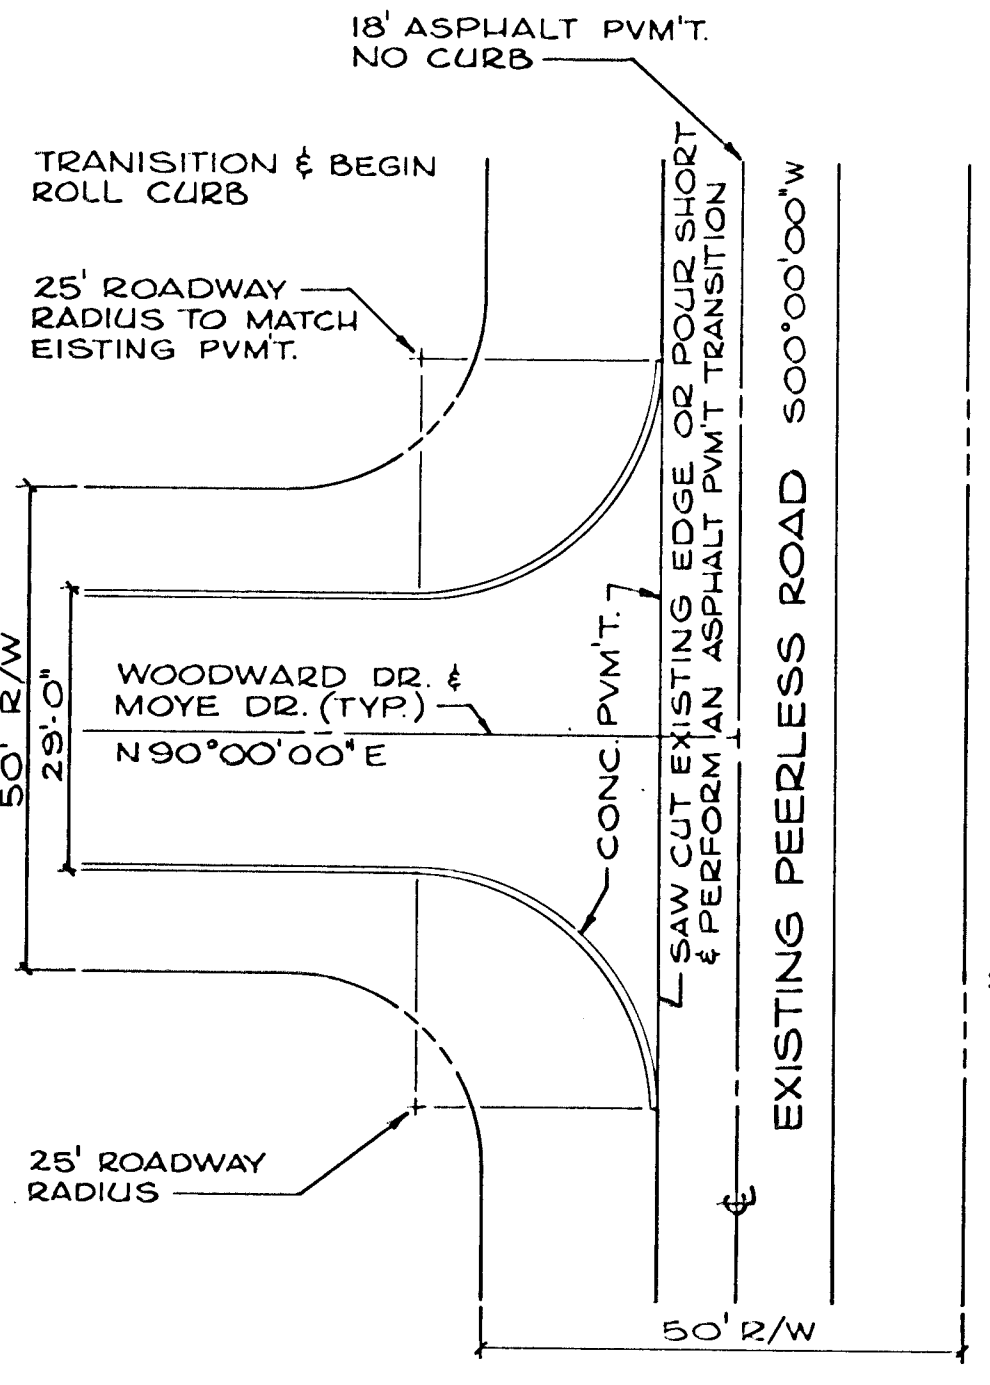 18' ASPHALT PVM'T.
NO CURB
TRANISITION & BEGIN
ROLL CURB
25' ROADWAY
RADIUS TO MATCH
EISTING PVM'T.
SAW CUT EXISTING EDGE OR POUR SHORT
& PERFORM AN ASPHALT PVM'T TRANSITION
EXISTING PEERLESS ROAD S00°00'00"W
50' R/W
29'-0"
WOODWARD DR. &
MOYE DR. (TYP.)
N 90°00'00" E
CONC. PVM'T.
25' ROADWAY
RADIUS
℄
50' R/W